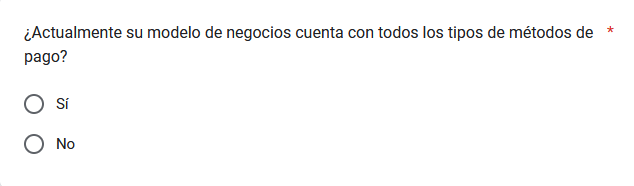 ¿Actualmente su modelo de negocios cuenta con todos los tipos de métodos de *
pago?
Sí
No